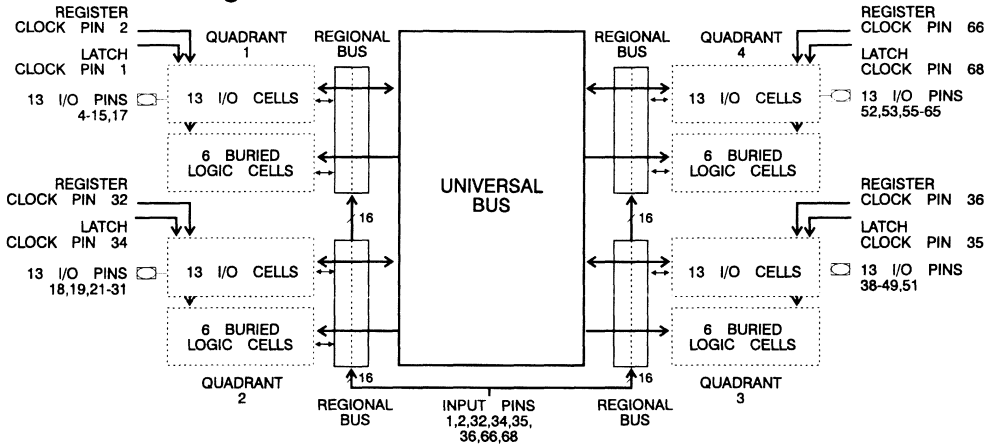 REGISTER
CLOCK PIN 2
LATCH
CLOCK PIN 1
13 I/O PINS
4-15,17
QUADRANT
1
13 I/O CELLS
6 BURIED
LOGIC CELLS
REGIONAL
BUS
REGISTER
CLOCK PIN 32
LATCH
CLOCK PIN 34
13 I/O PINS
18,19,21-31
13 I/O CELLS
6 BURIED
LOGIC CELLS
QUADRANT
2
16
16
REGIONAL
BUS
UNIVERSAL
BUS
INPUT PINS
1,2,32,34,35,
36,66,68
REGIONAL
BUS
QUADRANT
4
13 I/O CELLS
6 BURIED
LOGIC CELLS
REGISTER
CLOCK PIN 66
LATCH
CLOCK PIN 68
13 I/O PINS
52,53,55-65
16
16
REGIONAL
BUS
13 I/O CELLS
6 BURIED
LOGIC CELLS
QUADRANT
3
REGISTER
CLOCK PIN 36
LATCH
CLOCK PIN 35
13 I/O PINS
38-49,51